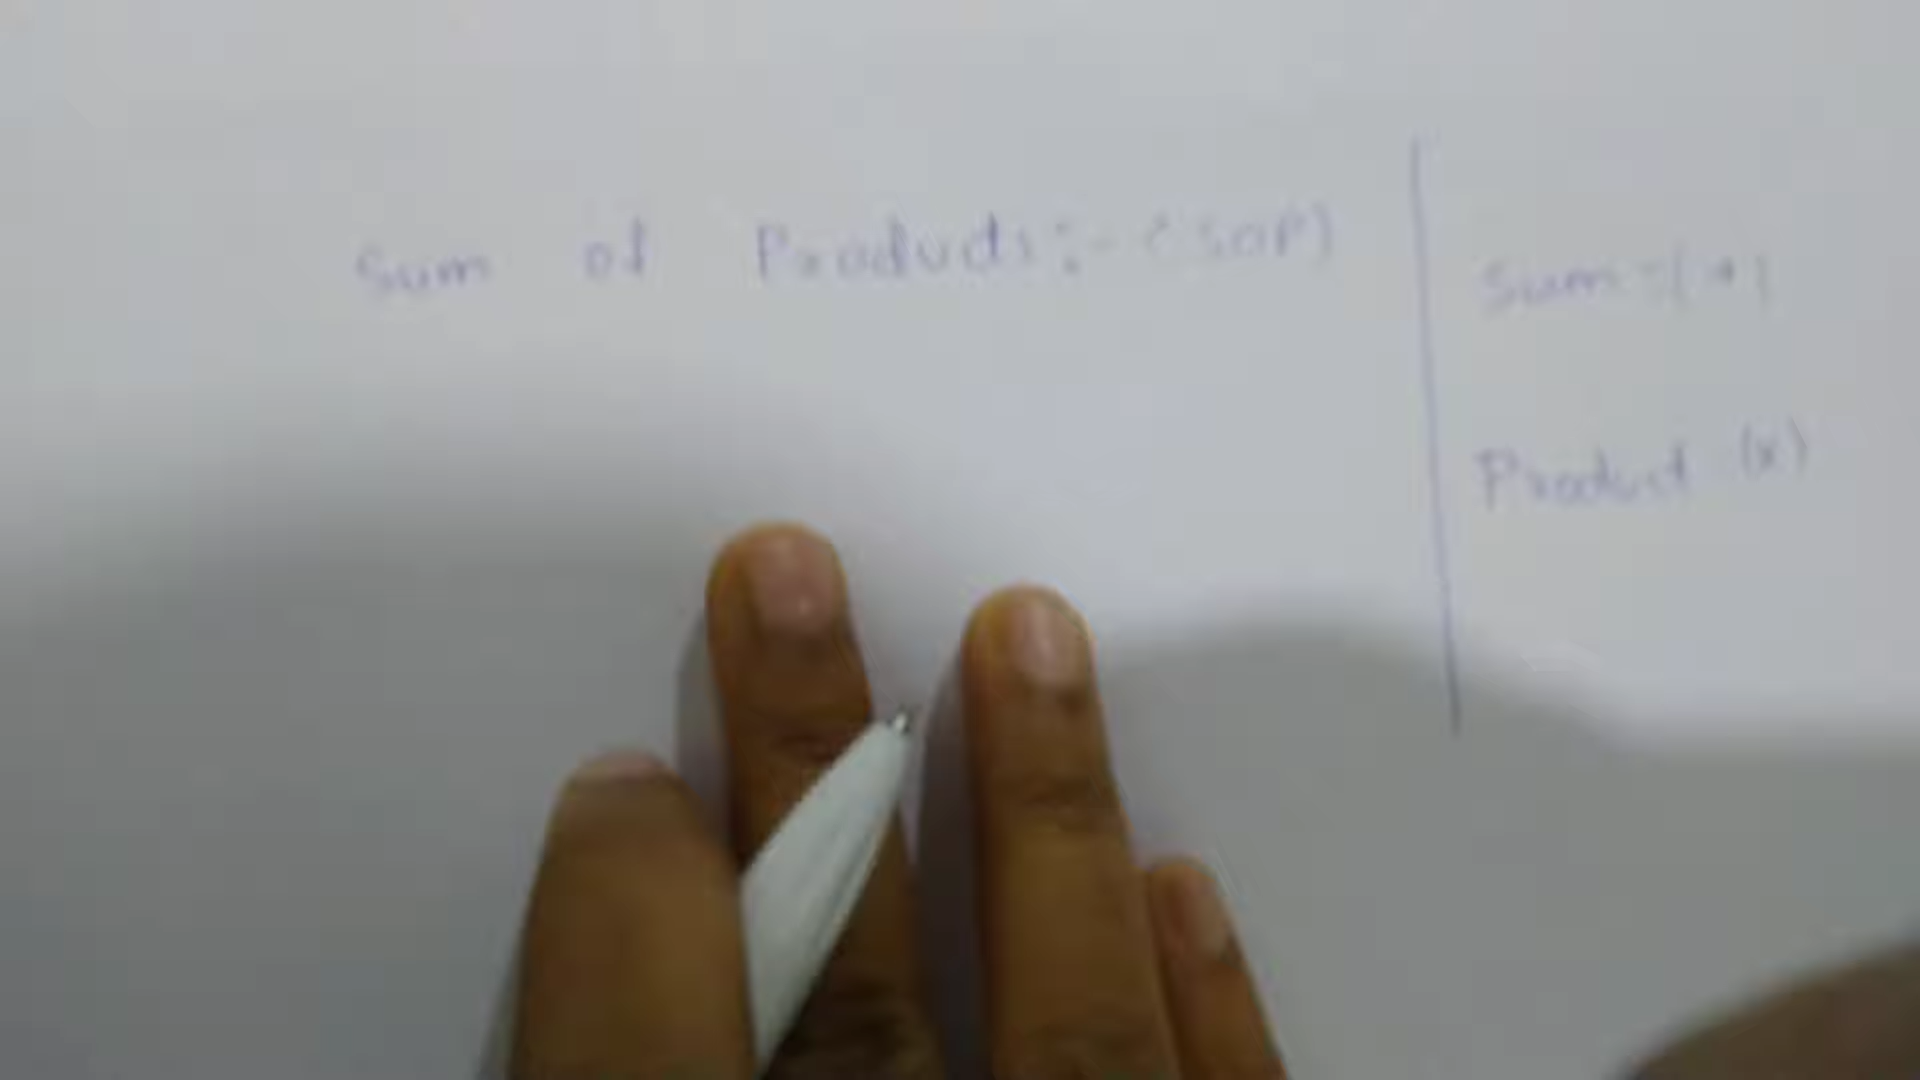 Sum of Products:- (SOP)
Sum = (+)
Product (x)